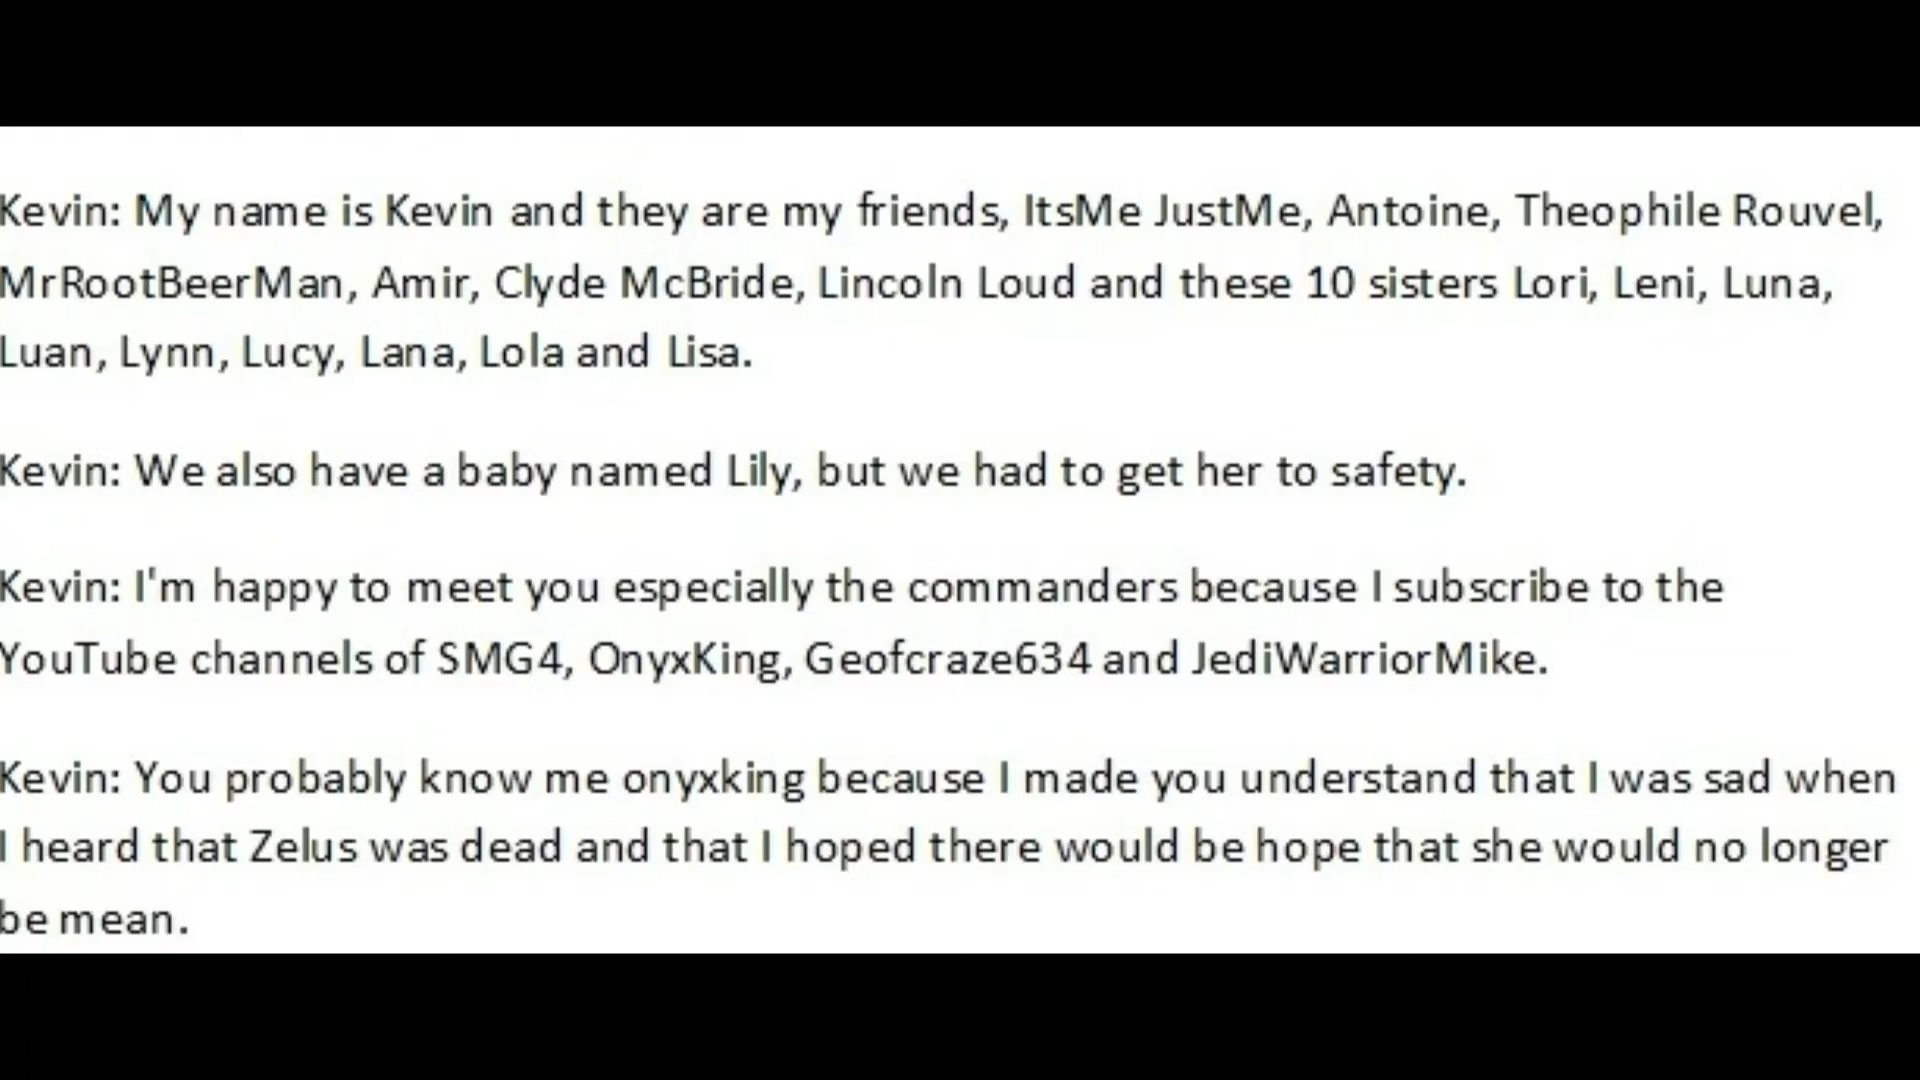 Kevin: My name is Kevin and they are my friends, ItsMe JustMe, Antoine, Theophile Rouvel,
MrRootBeerMan, Amir, Clyde McBride, Lincoln Loud and these 10 sisters Lori, Leni, Luna,
Luan, Lynn, Lucy, Lana, Lola and Lisa.
Kevin: We also have a baby named Lily, but we had to get her to safety.
Kevin: I'm happy to meet you especially the commanders because I subscribe to the
YouTube channels of SMG4, OnyxKing, Geofcraze634 and JediWarriorMike.
Kevin: You probably know me onyxking because I made you understand that I was sad when
I heard that Zelus was dead and that I hoped there would be hope that she would no longer
be mean.